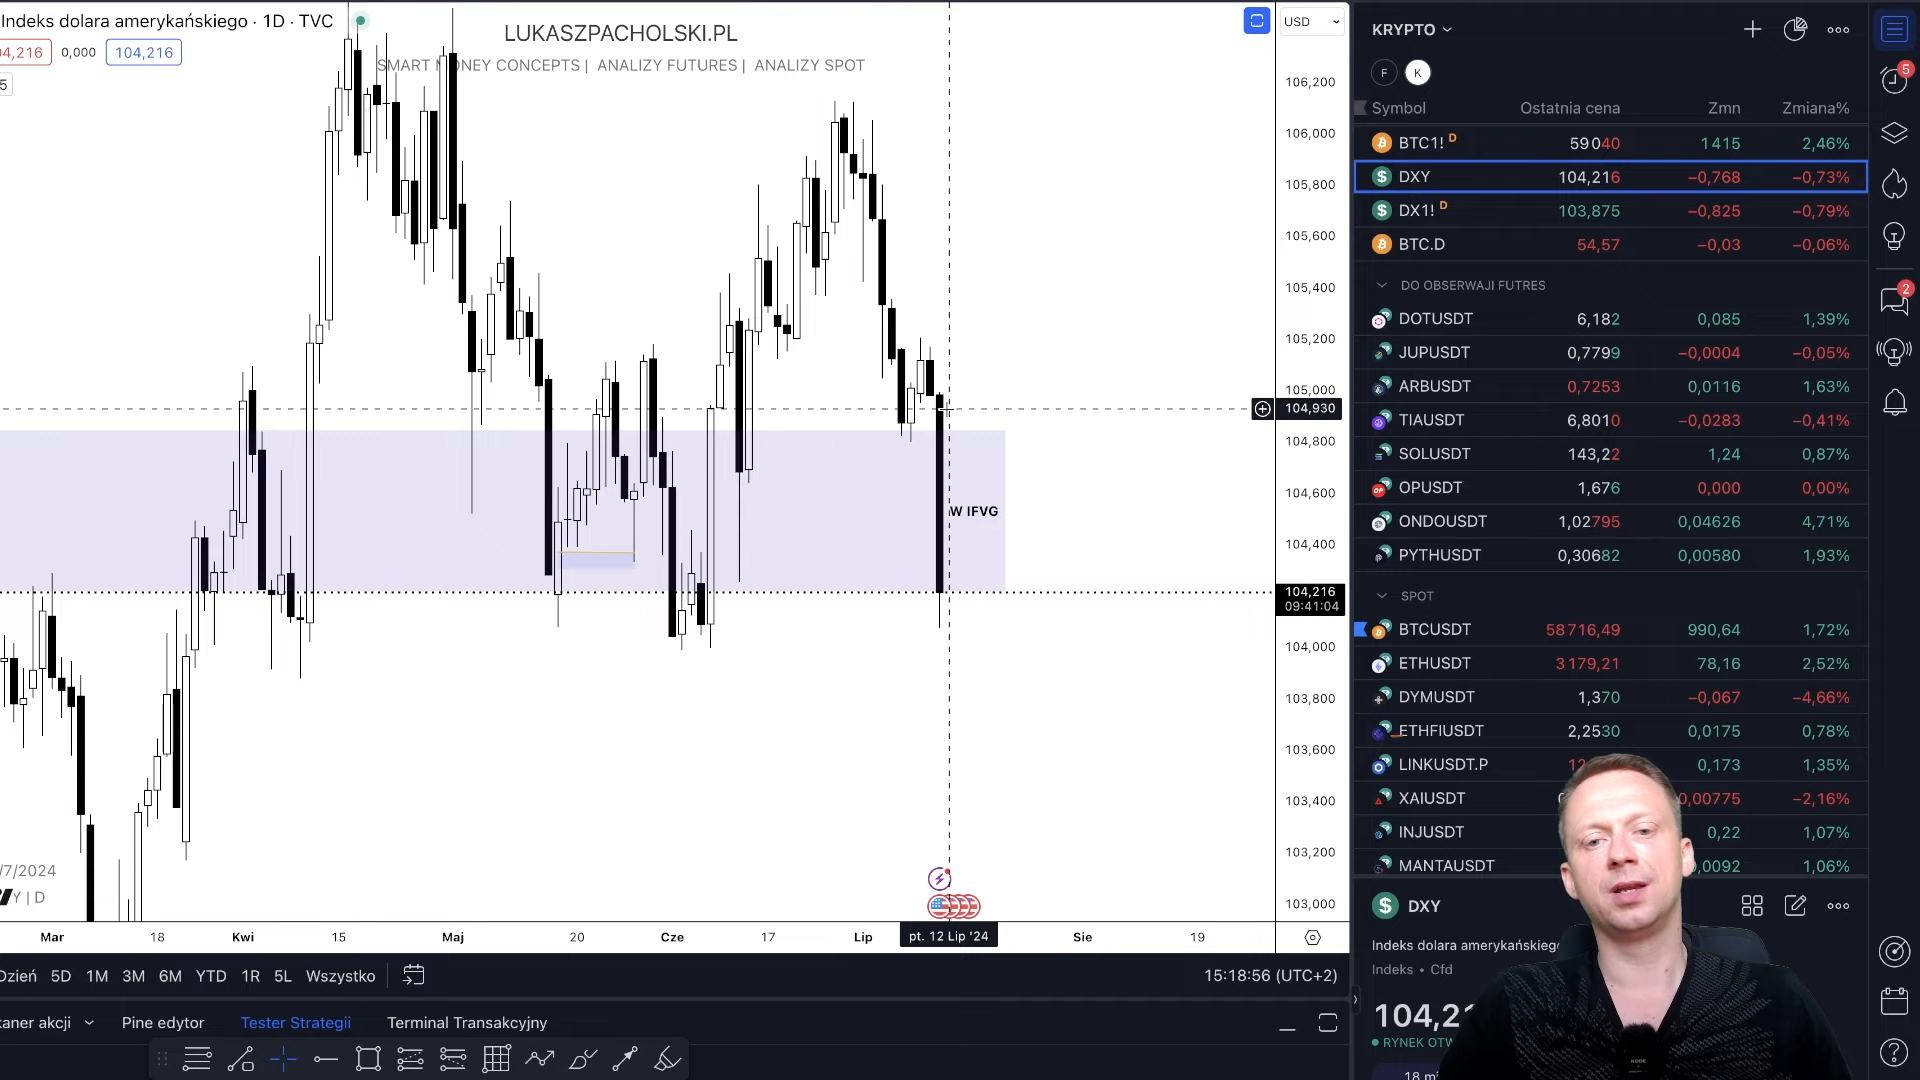 Indeks dolara amerykańskiego · 1D · TVC
04,216 0,000 104,216
5
LUKASZPACHOLSKI.PL
SMART MONEY CONCEPTS | ANALIZY FUTURES | ANALIZY SPOT
USD
106,200
106,000
105,800
105,600
105,400
105,200
105,000
104,930
104,800
104,600
104,400
104,216
09:41:04
104,000
103,800
103,600
103,400
103,200
103,000
W IFVG
/7/2024
Y | D
Mar 18 Kwi 15 Maj 20 Cze 17 Lip pt. 12 Lip '24 Sie 19
Dzień 5D 1M 3M 6M YTD 1R 5L Wszystko
15:18:56 (UTC+2)
kaner akcji Pine edytor Tester Strategii Terminal Transakcyjny
KRYPTO
F K
Symbol Ostatnia cena Zmn Zmiana%
BTC1! D 59040 1415 2,46%
DXY 104,216 −0,768 −0,73%
DX1! D 103,875 −0,825 −0,79%
BTC.D 54,57 −0,03 −0,06%
DO OBSERWAJI FUTRES
DOTUSDT 6,182 0,085 1,39%
JUPUSDT 0,7799 −0,0004 −0,05%
ARBUSDT 0,7253 0,0116 1,63%
TIAUSDT 6,8010 −0,0283 −0,41%
SOLUSDT 143,22 1,24 0,87%
OPUSDT 1,676 0,000 0,00%
ONDOUSDT 1,02795 0,04626 4,71%
PYTHUSDT 0,30682 0,00580 1,93%
SPOT
BTCUSDT 58 716,49 990,64 1,72%
ETHUSDT 3 179,21 78,16 2,52%
DYMUSDT 1,370 −0,067 −4,66%
ETHFIUSDT 2,2530 0,0175 0,78%
LINKUSDT.P 12 0,173 1,35%
XAIUSDT 0,00775 −2,16%
INJUSDT 0,22 1,07%
MANTAUSDT 0,0092 1,06%
DXY
Indeks dolara amerykańskiego
Indeks • Cfd
104,21
RYNEK OTW
18 mi
5
2